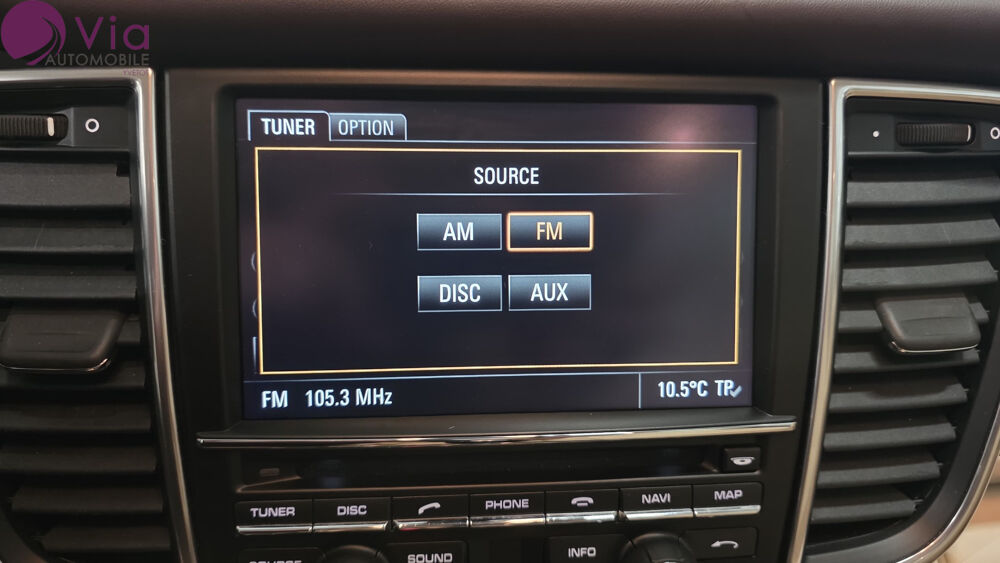 Via
AUTOMOBILE
TUNER OPTION
SOURCE
AM FM
DISC AUX
FM 105.3 MHz 10.5°C TP
TUNER DISC PHONE NAVI MAP
SOURCE SOUND INFO